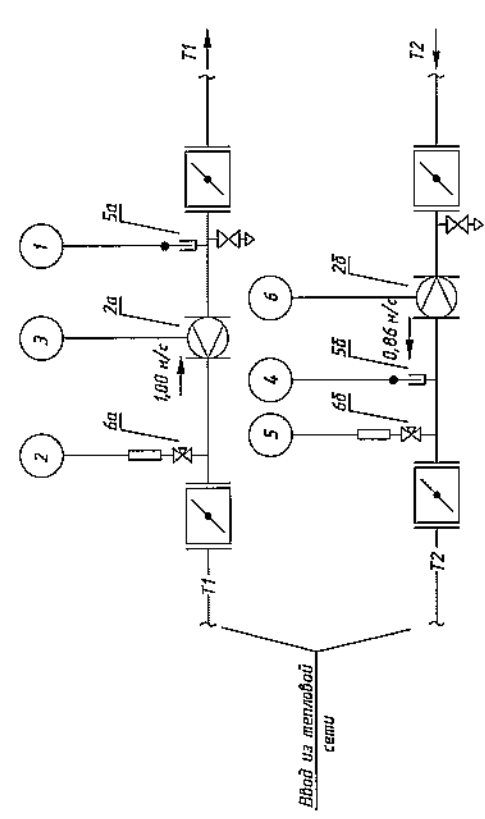 Ввод из тепловой
сети
Т1
2
6а
1,00 м/с
3
2а
1
5а
Т1
Т2
5
6б
4
5б
0,86 м/с
6
2б
Т2